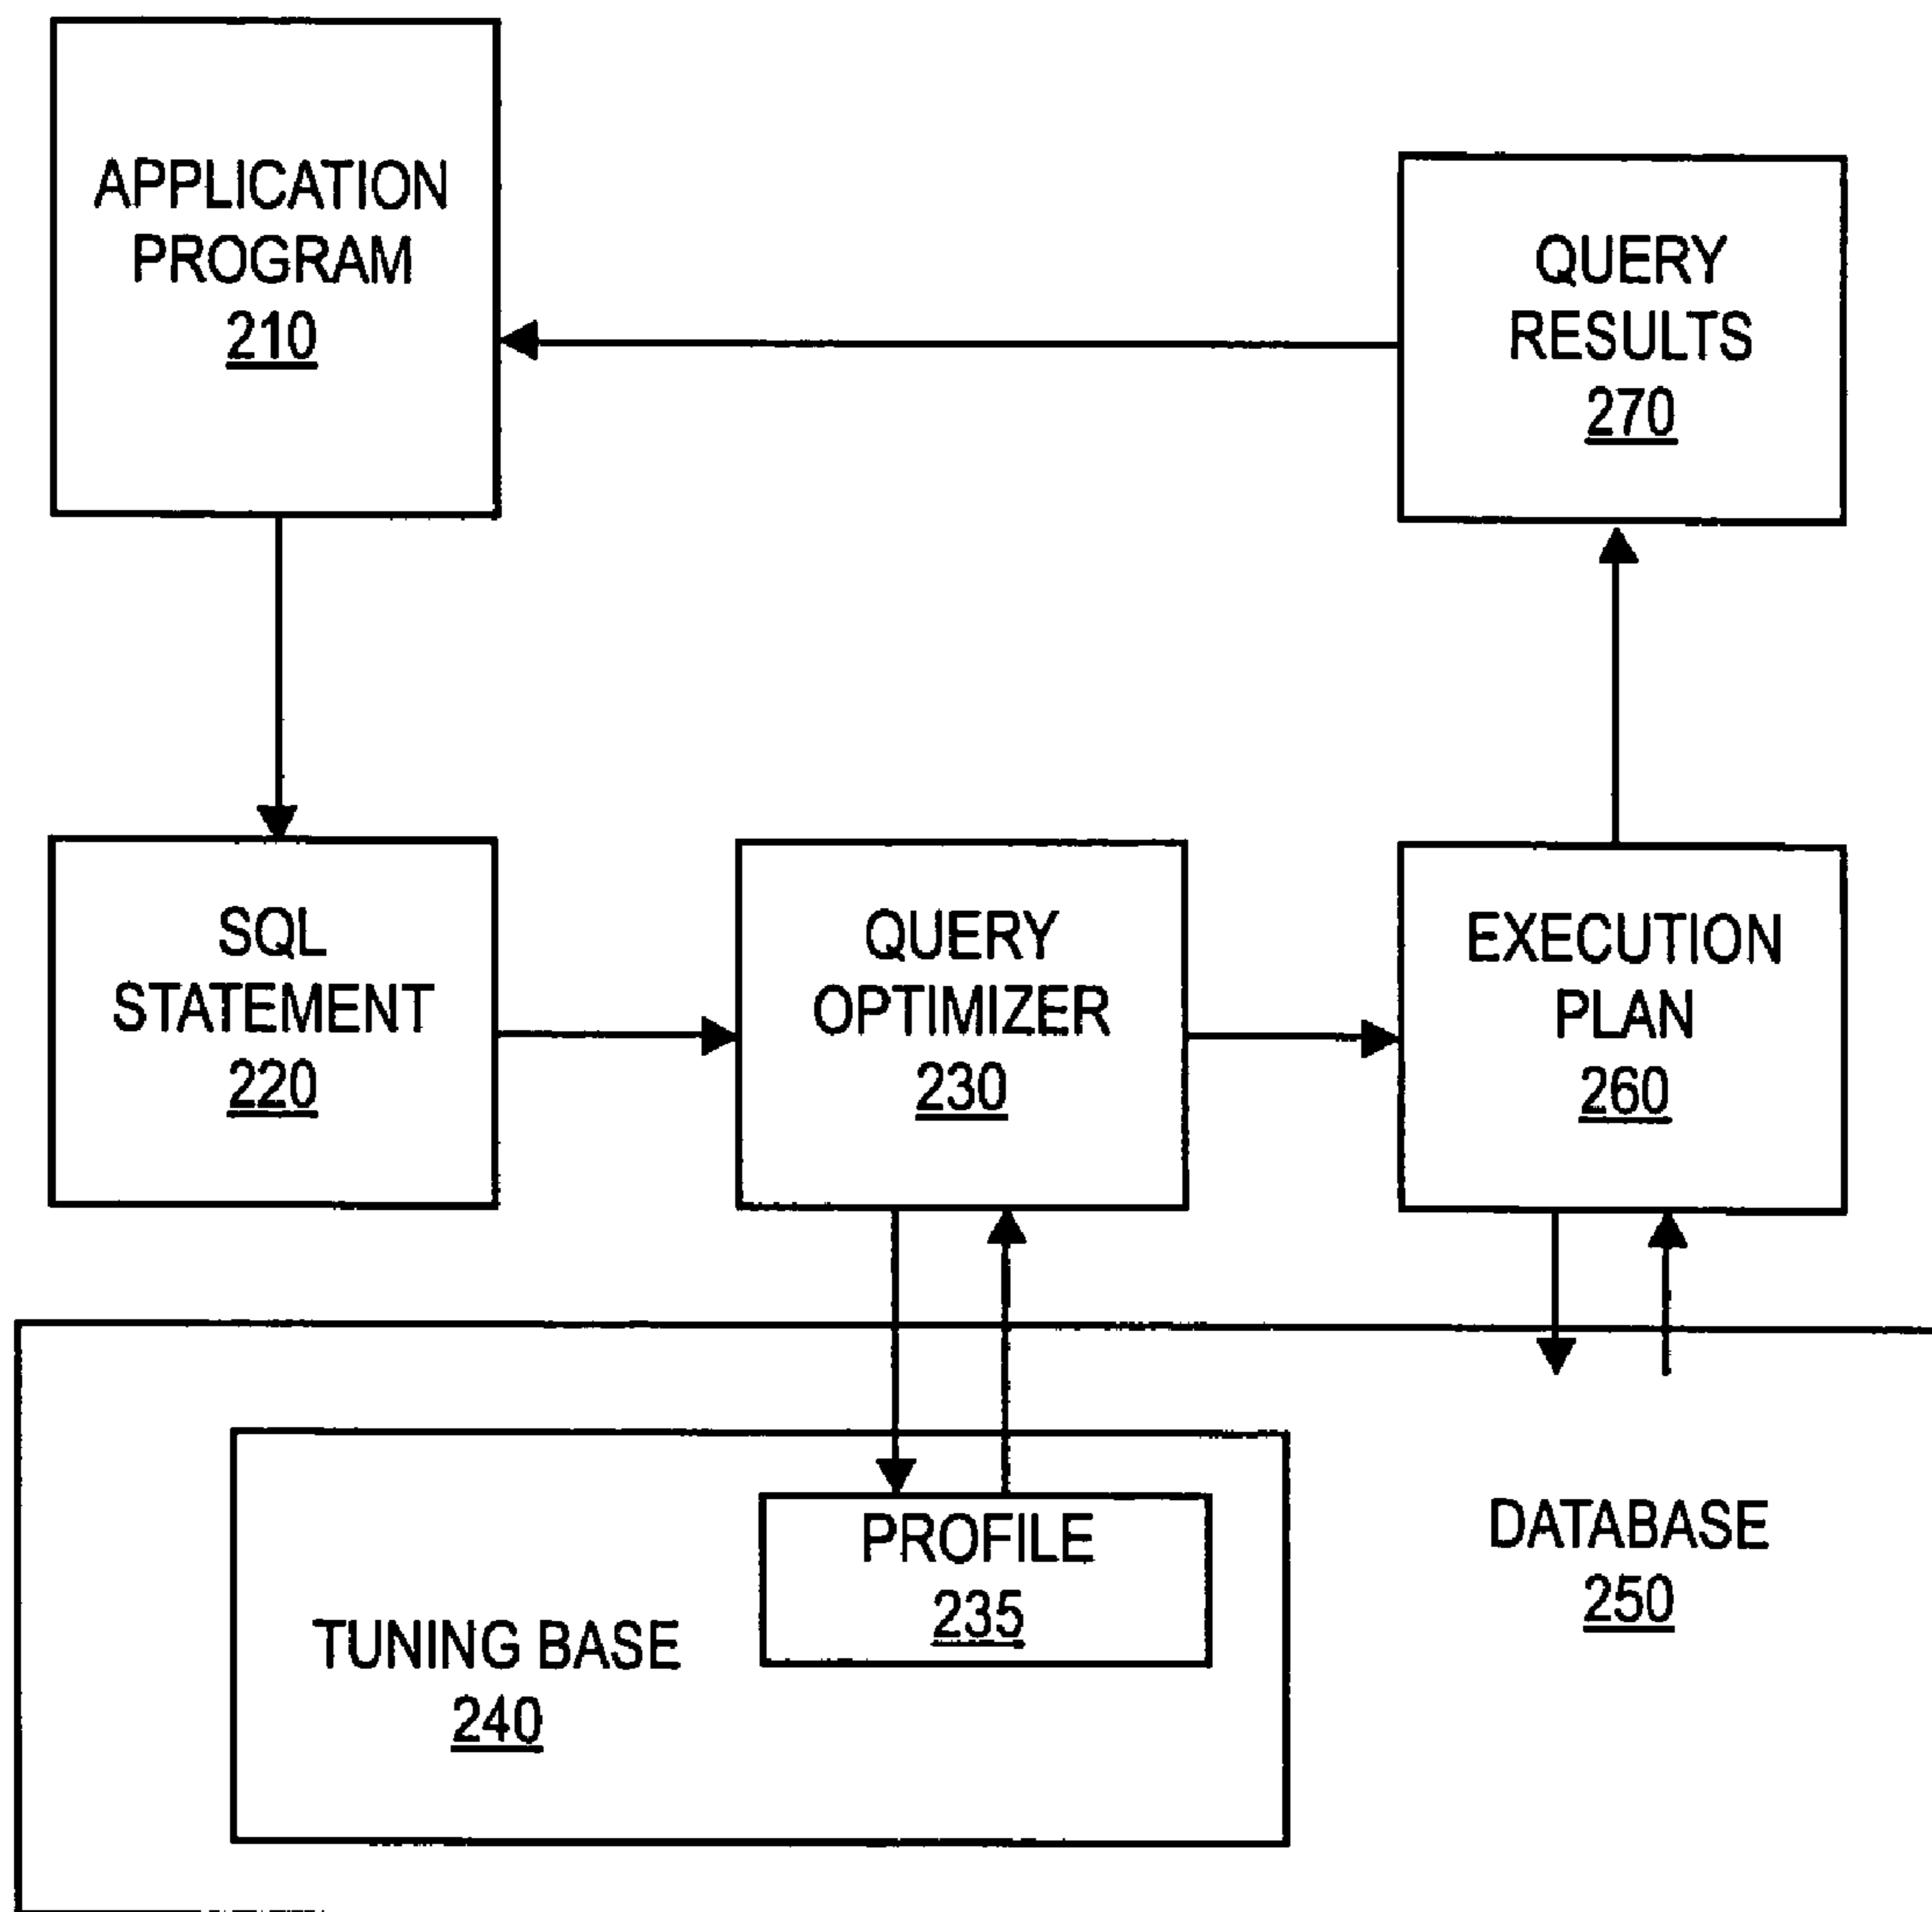 APPLICATION
PROGRAM
210
QUERY
RESULTS
270
SQL
STATEMENT
220
QUERY
OPTIMIZER
230
EXECUTION
PLAN
260
PROFILE
235
TUNING BASE
240
DATABASE
250